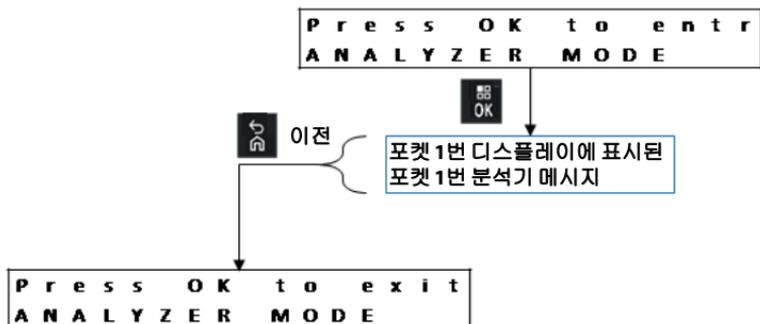 Press OK to entr
ANALYZER MODE
OK
이전
포켓 1번 디스플레이에 표시된
포켓 1번 분석기 메시지
Press OK to exit
ANALYZER MODE